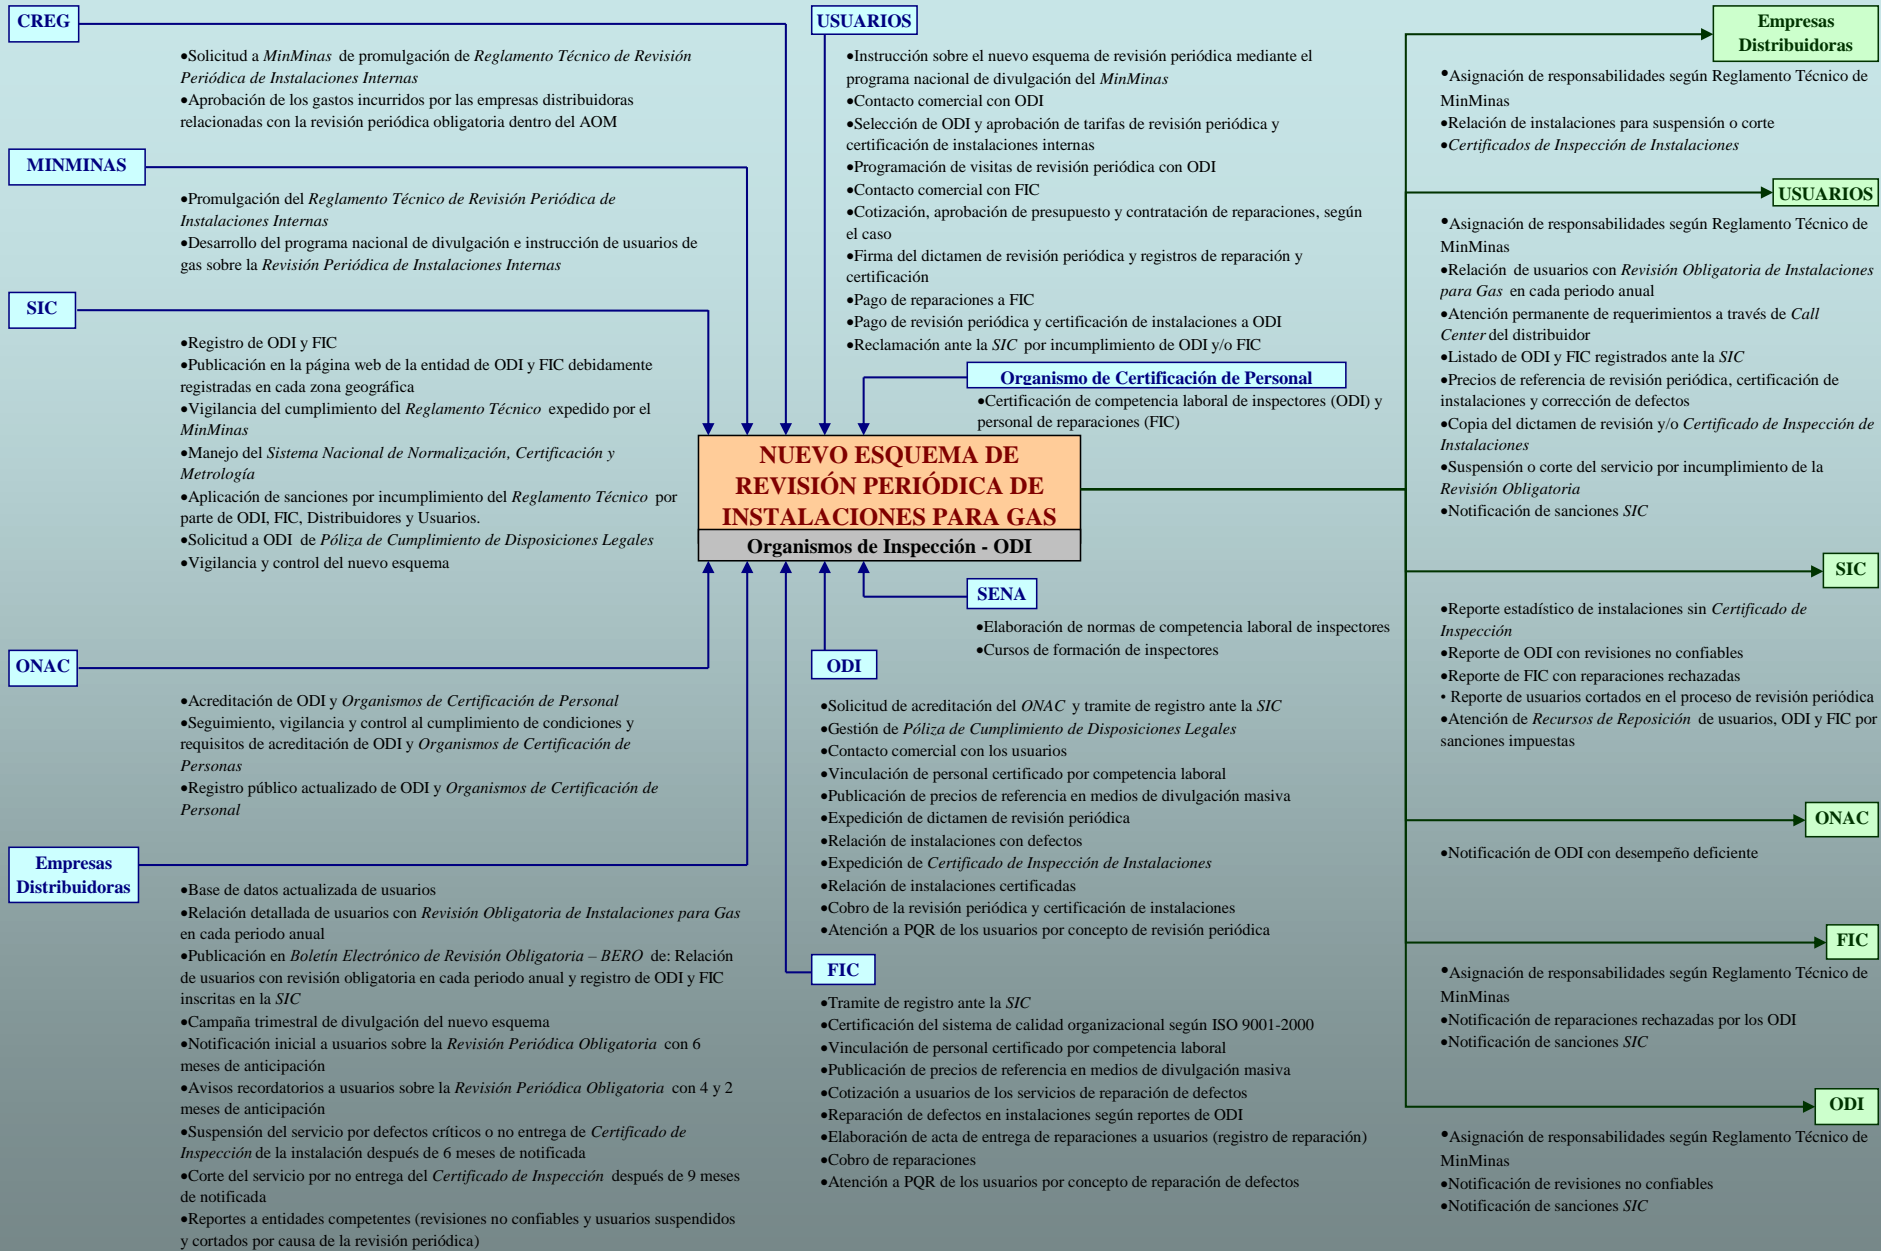 CREG
•Solicitud a MinMinas de promulgación de Reglamento Técnico de Revisión
Periódica de Instalaciones Internas
•Aprobación de los gastos incurridos por las empresas distribuidoras
relacionadas con la revisión periódica obligatoria dentro del AOM
MINMINAS
•Promulgación del Reglamento Técnico de Revisión Periódica de
Instalaciones Internas
•Desarrollo del programa nacional de divulgación e instrucción de usuarios de
gas sobre la Revisión Periódica de Instalaciones Internas
SIC
•Registro de ODI y FIC
•Publicación en la página web de la entidad de ODI y FIC debidamente
registradas en cada zona geográfica
•Vigilancia del cumplimiento del Reglamento Técnico expedido por el
MinMinas
•Manejo del Sistema Nacional de Normalización, Certificación y
Metrología
•Aplicación de sanciones por incumplimiento del Reglamento Técnico por
parte de ODI, FIC, Distribuidores y Usuarios.
•Solicitud a ODI de Póliza de Cumplimiento de Disposiciones Legales
•Vigilancia y control del nuevo esquema
ONAC
•Acreditación de ODI y Organismos de Certificación de Personal
•Seguimiento, vigilancia y control al cumplimiento de condiciones y
requisitos de acreditación de ODI y Organismos de Certificación de
Personas
•Registro público actualizado de ODI y Organismos de Certificación de
Personal
Empresas
Distribuidoras
•Base de datos actualizada de usuarios
•Relación detallada de usuarios con Revisión Obligatoria de Instalaciones para Gas
en cada periodo anual
•Publicación en Boletín Electrónico de Revisión Obligatoria – BERO de: Relación
de usuarios con revisión obligatoria en cada periodo anual y registro de ODI y FIC
inscritas en la SIC
•Campaña trimestral de divulgación del nuevo esquema
•Notificación inicial a usuarios sobre la Revisión Periódica Obligatoria con 6
meses de anticipación
•Avisos recordatorios a usuarios sobre la Revisión Periódica Obligatoria con 4 y 2
meses de anticipación
•Suspensión del servicio por defectos críticos o no entrega de Certificado de
Inspección de la instalación después de 6 meses de notificada
•Corte del servicio por no entrega del Certificado de Inspección después de 9 meses
de notificada
•Reportes a entidades competentes (revisiones no confiables y usuarios suspendidos
y cortados por causa de la revisión periódica)
USUARIOS
•Instrucción sobre el nuevo esquema de revisión periódica mediante el
programa nacional de divulgación del MinMinas
•Contacto comercial con ODI
•Selección de ODI y aprobación de tarifas de revisión periódica y
certificación de instalaciones internas
•Programación de visitas de revisión periódica con ODI
•Contacto comercial con FIC
•Cotización, aprobación de presupuesto y contratación de reparaciones, según
el caso
•Firma del dictamen de revisión periódica y registros de reparación y
certificación
•Pago de reparaciones a FIC
•Pago de revisión periódica y certificación de instalaciones a ODI
•Reclamación ante la SIC por incumplimiento de ODI y/o FIC
Organismo de Certificación de Personal
•Certificación de competencia laboral de inspectores (ODI) y
personal de reparaciones (FIC)
NUEVO ESQUEMA DE
REVISIÓN PERIÓDICA DE
INSTALACIONES PARA GAS
Organismos de Inspección - ODI
SENA
•Elaboración de normas de competencia laboral de inspectores
•Cursos de formación de inspectores
ODI
•Solicitud de acreditación del ONAC y tramite de registro ante la SIC
•Gestión de Póliza de Cumplimiento de Disposiciones Legales
•Contacto comercial con los usuarios
•Vinculación de personal certificado por competencia laboral
•Publicación de precios de referencia en medios de divulgación masiva
•Expedición de dictamen de revisión periódica
•Relación de instalaciones con defectos
•Expedición de Certificado de Inspección de Instalaciones
•Relación de instalaciones certificadas
•Cobro de la revisión periódica y certificación de instalaciones
•Atención a PQR de los usuarios por concepto de revisión periódica
FIC
•Tramite de registro ante la SIC
•Certificación del sistema de calidad organizacional según ISO 9001-2000
•Vinculación de personal certificado por competencia laboral
•Publicación de precios de referencia en medios de divulgación masiva
•Cotización a usuarios de los servicios de reparación de defectos
•Reparación de defectos en instalaciones según reportes de ODI
•Elaboración de acta de entrega de reparaciones a usuarios (registro de reparación)
•Cobro de reparaciones
•Atención a PQR de los usuarios por concepto de reparación de defectos
Empresas
Distribuidoras
•Asignación de responsabilidades según Reglamento Técnico de
MinMinas
•Relación de instalaciones para suspensión o corte
•Certificados de Inspección de Instalaciones
USUARIOS
•Asignación de responsabilidades según Reglamento Técnico de
MinMinas
•Relación de usuarios con Revisión Obligatoria de Instalaciones
para Gas en cada periodo anual
•Atención permanente de requerimientos a través de Call
Center del distribuidor
•Listado de ODI y FIC registrados ante la SIC
•Precios de referencia de revisión periódica, certificación de
instalaciones y corrección de defectos
•Copia del dictamen de revisión y/o Certificado de Inspección de
Instalaciones
•Suspensión o corte del servicio por incumplimiento de la
Revisión Obligatoria
•Notificación de sanciones SIC
SIC
•Reporte estadístico de instalaciones sin Certificado de
Inspección
•Reporte de ODI con revisiones no confiables
•Reporte de FIC con reparaciones rechazadas
• Reporte de usuarios cortados en el proceso de revisión periódica
•Atención de Recursos de Reposición de usuarios, ODI y FIC por
sanciones impuestas
ONAC
•Notificación de ODI con desempeño deficiente
FIC
•Asignación de responsabilidades según Reglamento Técnico de
MinMinas
•Notificación de reparaciones rechazadas por los ODI
•Notificación de sanciones SIC
ODI
•Asignación de responsabilidades según Reglamento Técnico de
MinMinas
•Notificación de revisiones no confiables
•Notificación de sanciones SIC